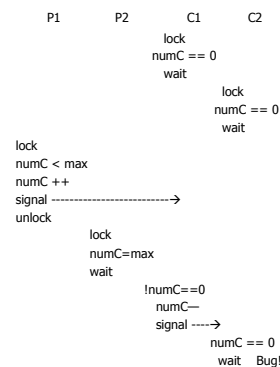 P1 P2 C1 C2
lock
numC == 0
wait
lock
numC == 0
wait
lock
numC < max
numC ++
signal --------------------------→
unlock
lock
numC=max
wait
!numC==0
numC—
signal ----→
numC == 0
wait Bug!